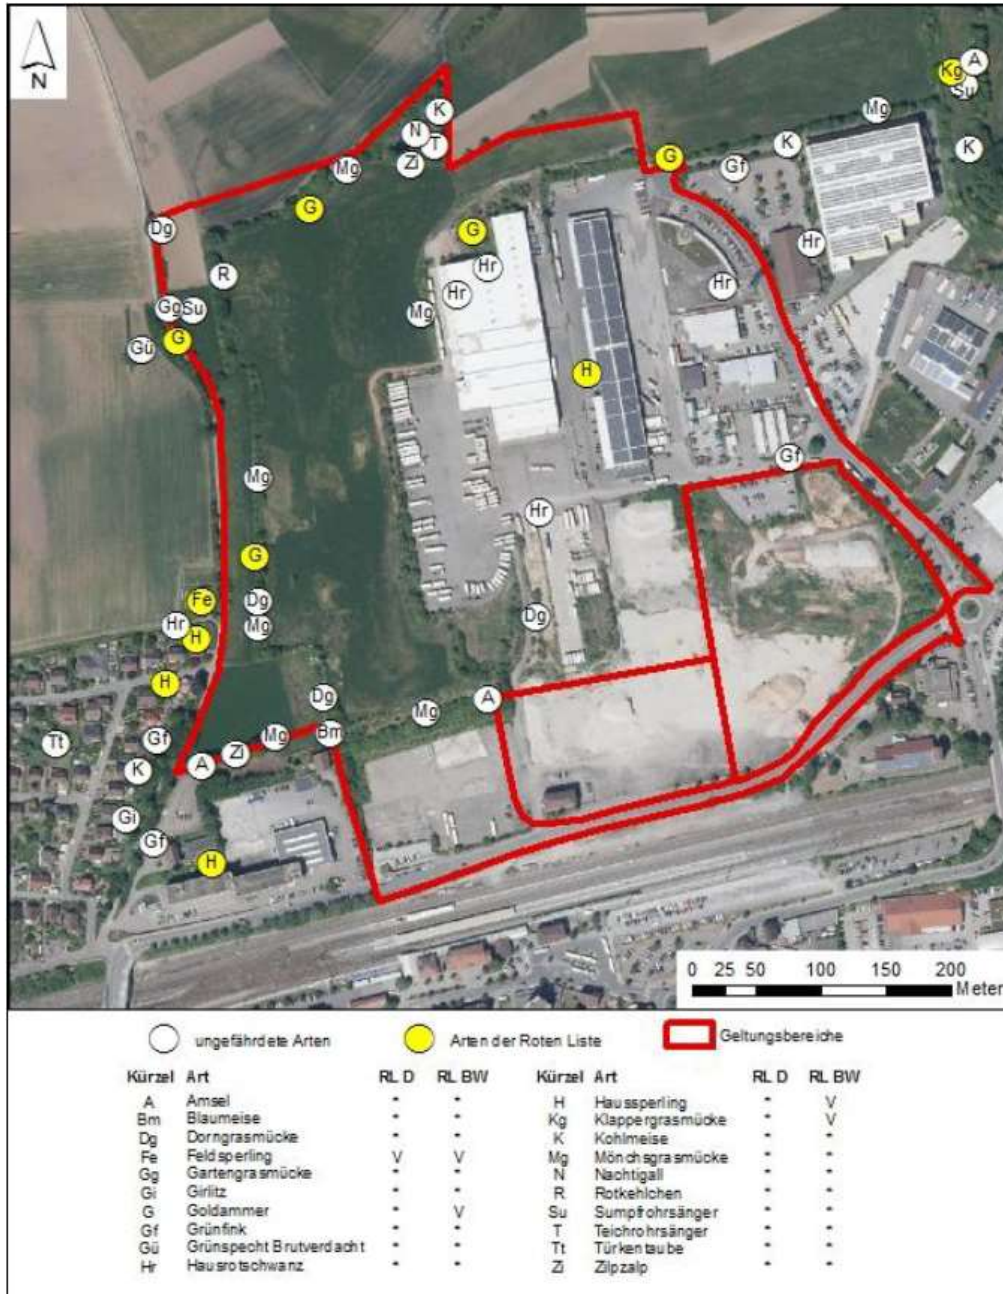 N
A
Kg
Su
Mg
K
K
N
T
Zi
K
Mg
G
Gf
G
Dg
G
Hr
Hr
R
Hr
Hr
Gg
Su
Mg
G
Gü
H
Gf
Mg
Hr
G
Fe
Dg
Hr
Mg
H
Dg
H
Dg
A
Mg
Bm
Mg
Gf
Tt
Zi
A
K
Gi
Gf
H
0 25 50 100 150 200
Meter
ungefährdete Arten Arten der Roten Liste Geltungsbereiche
Kürzel Art RL D RL BW Kürzel Art RL D RL BW
A Amsel * * H Haussperling * V
Bm Blaumeise * * Kg Klappergrasmücke * V
Dg Dorngrasmücke * * K Kohlmeise * *
Fe Feldsperling V V Mg Mönchsgrasmücke * *
Gg Gartengrasmücke * * N Nachtigall * *
Gi Girlitz * * R Rotkehlchen * *
G Goldammer * V Su Sumpfrohrsänger * *
Gf Grünfink * * T Teichrohrsänger * *
Gü Grünspecht Brutverdacht * * Tt Türkentaube * *
Hr Hausrotschwanz * * Zi Zilpzalp * *